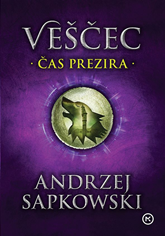 VEŠČEC
· ČAS PREZIRA ·
ANDRZEJ
SAPKOWSKI